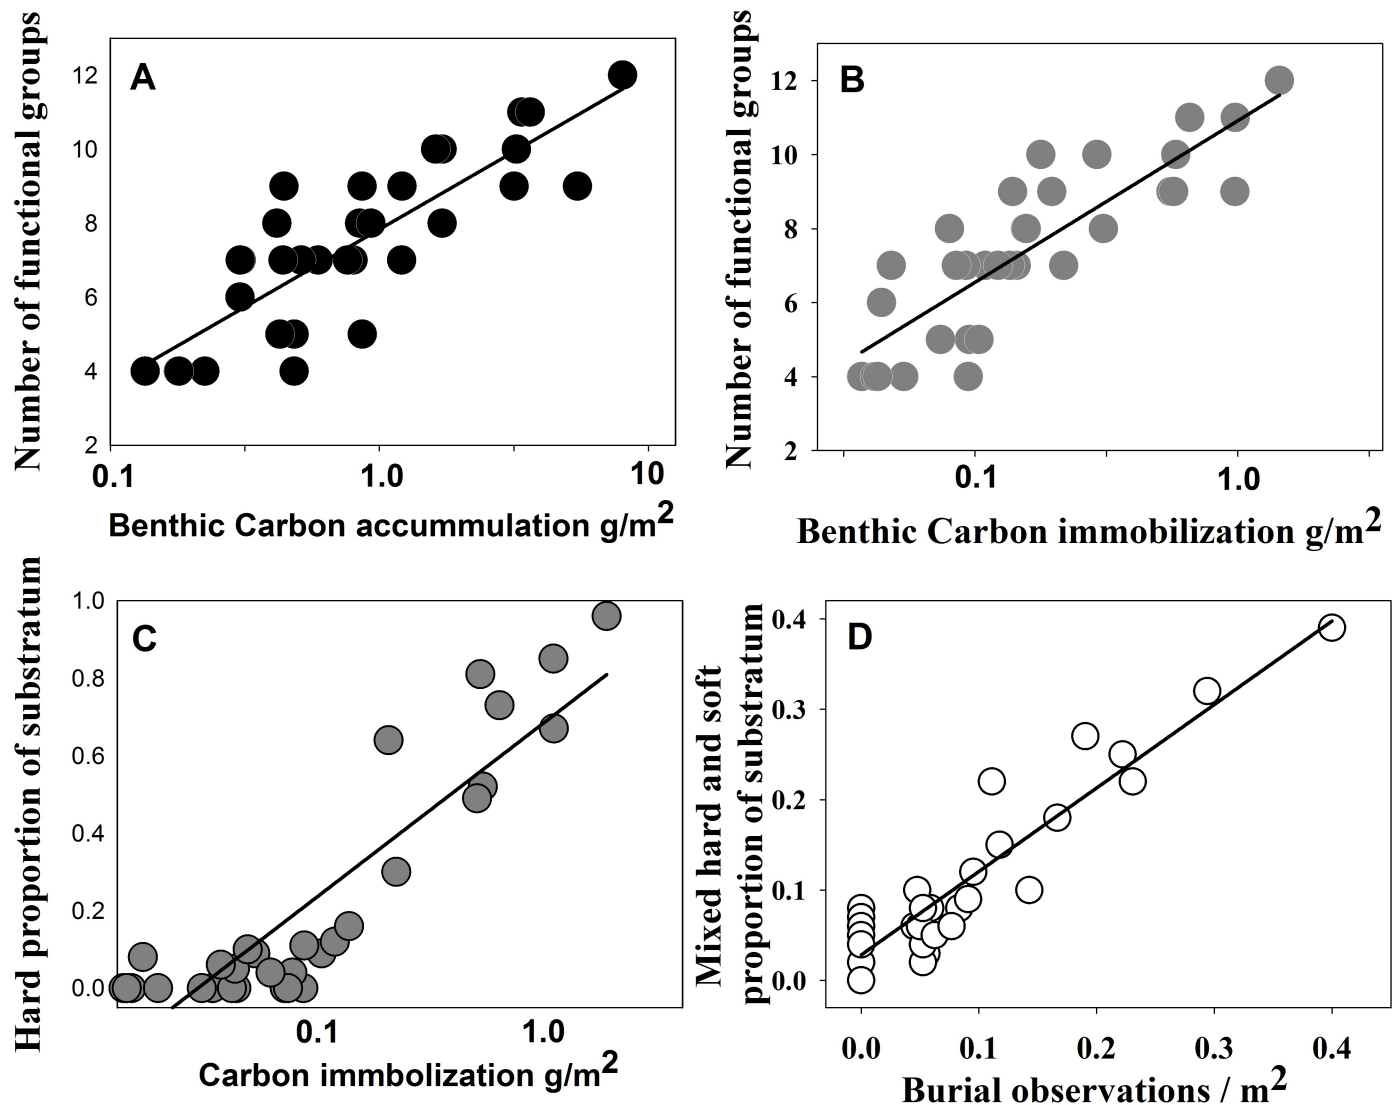 Number of functional groups
A
12
10
8
6
4
2
0.1
1.0
10
Benthic Carbon accummulation g/m2
Number of functional groups
B
12
10
8
6
4
2
0.1
1.0
Benthic Carbon immobilization g/m2
Hard proportion of substratum
C
1.0
0.8
0.6
0.4
0.2
0.0
0.1
1.0
Carbon immbolization g/m2
Mixed hard and soft
proportion of substratum
D
0.4
0.3
0.2
0.1
0.0
0.0
0.1
0.2
0.3
0.4
Burial observations / m2